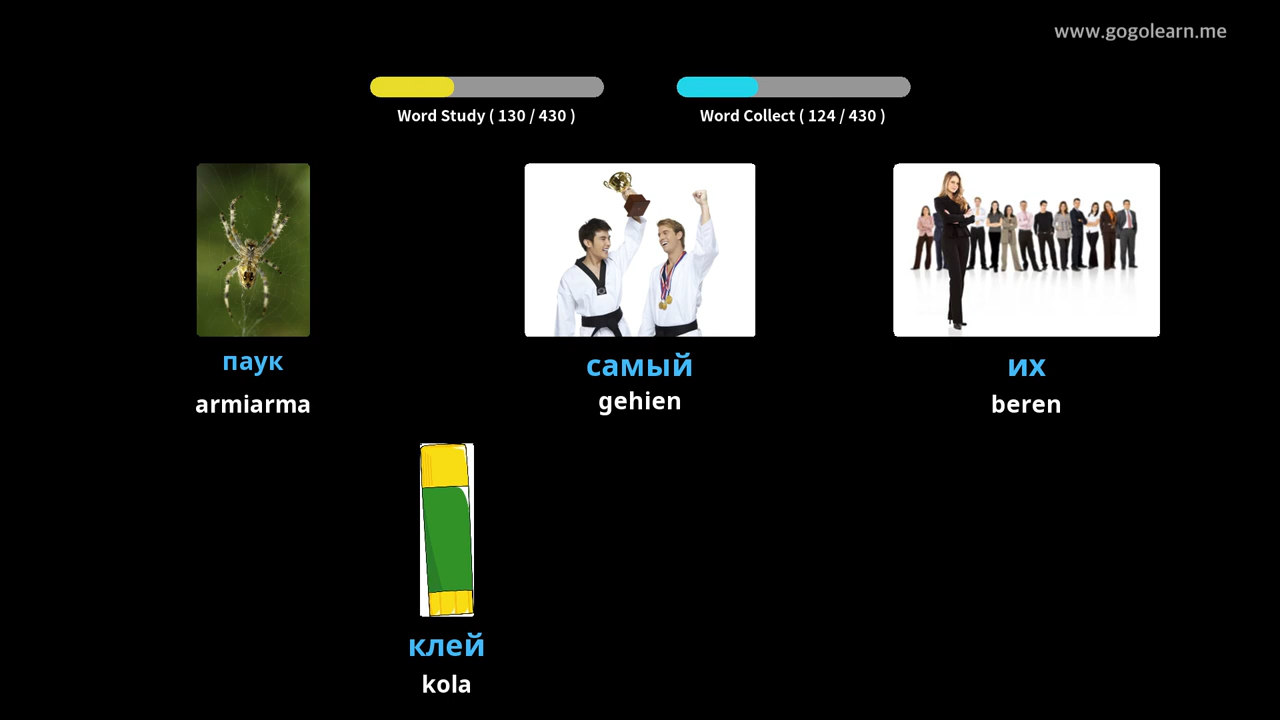 www.gogolearn.me
Word Study ( 130 / 430 )
Word Collect ( 124 / 430 )
паук
armiarma
самый
gehien
их
beren
клей
kola